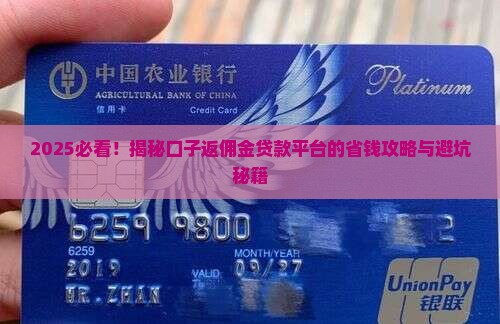 中国农业银行
AGRICULTURAL BANK OF CHINA
信用卡
Credit Card
Platinum
2025必看！揭秘口子返佣金贷款平台的省钱攻略与避坑
秘籍
6259 9800
2
6259
MONTH/YEAR
2019
VALID
09/27
MR.ZHAN
UnionPay
银联